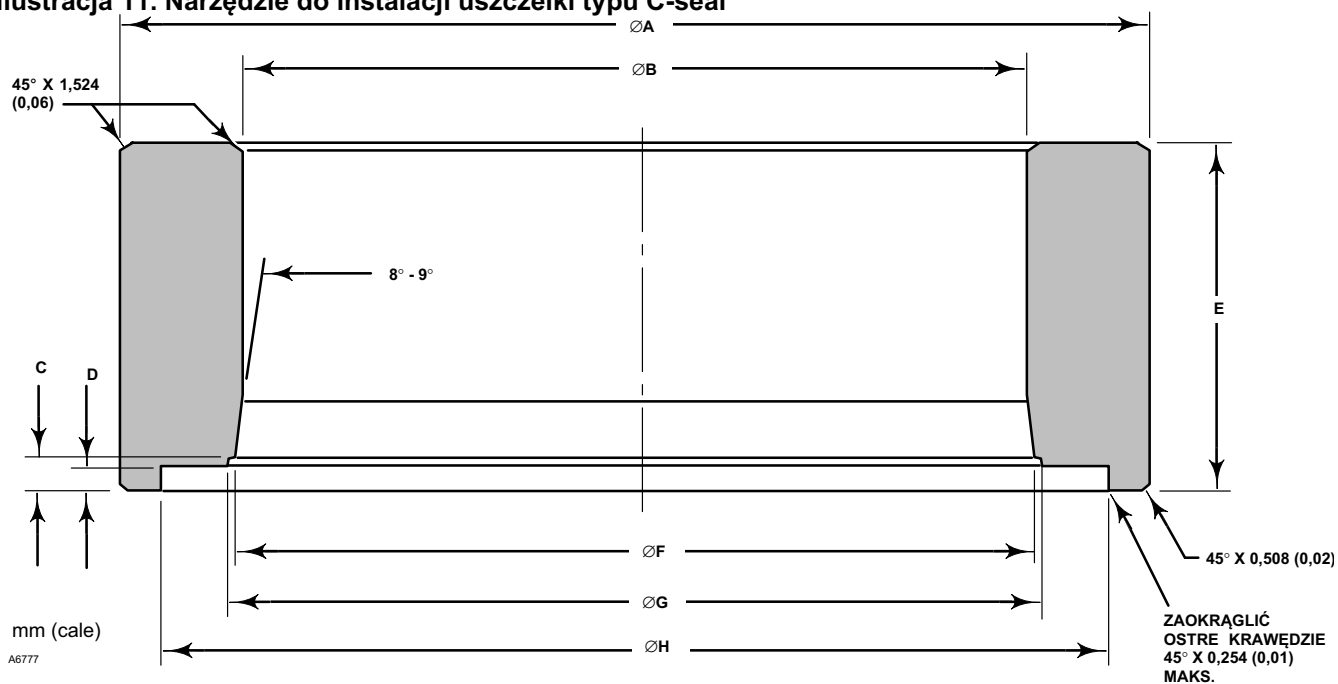 Ilustracja 11. Narzędzie do instalacji uszczelki typu C-seal
∅A
∅B
45° X 1,524
(0,06)
8° - 9°
E
C
D
∅F
45° X 0,508 (0,02)
∅G
ZAOKRĄGLIĆ
OSTRE KRAWĘDZIE
45° X 0,254 (0,01)
MAKS.
mm (cale)
∅H
A6777